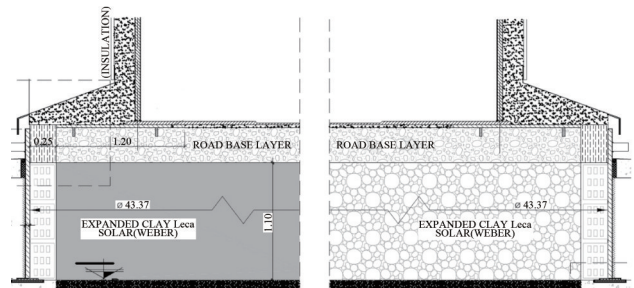 (INSULATION)
0.25
1.20
ROAD BASE LAYER
ROAD BASE LAYER
ø 43.37
ø 43.37
EXPANDED CLAY Leca
SOLAR(WEBER)
1.10
EXPANDED CLAY Leca
SOLAR(WEBER)